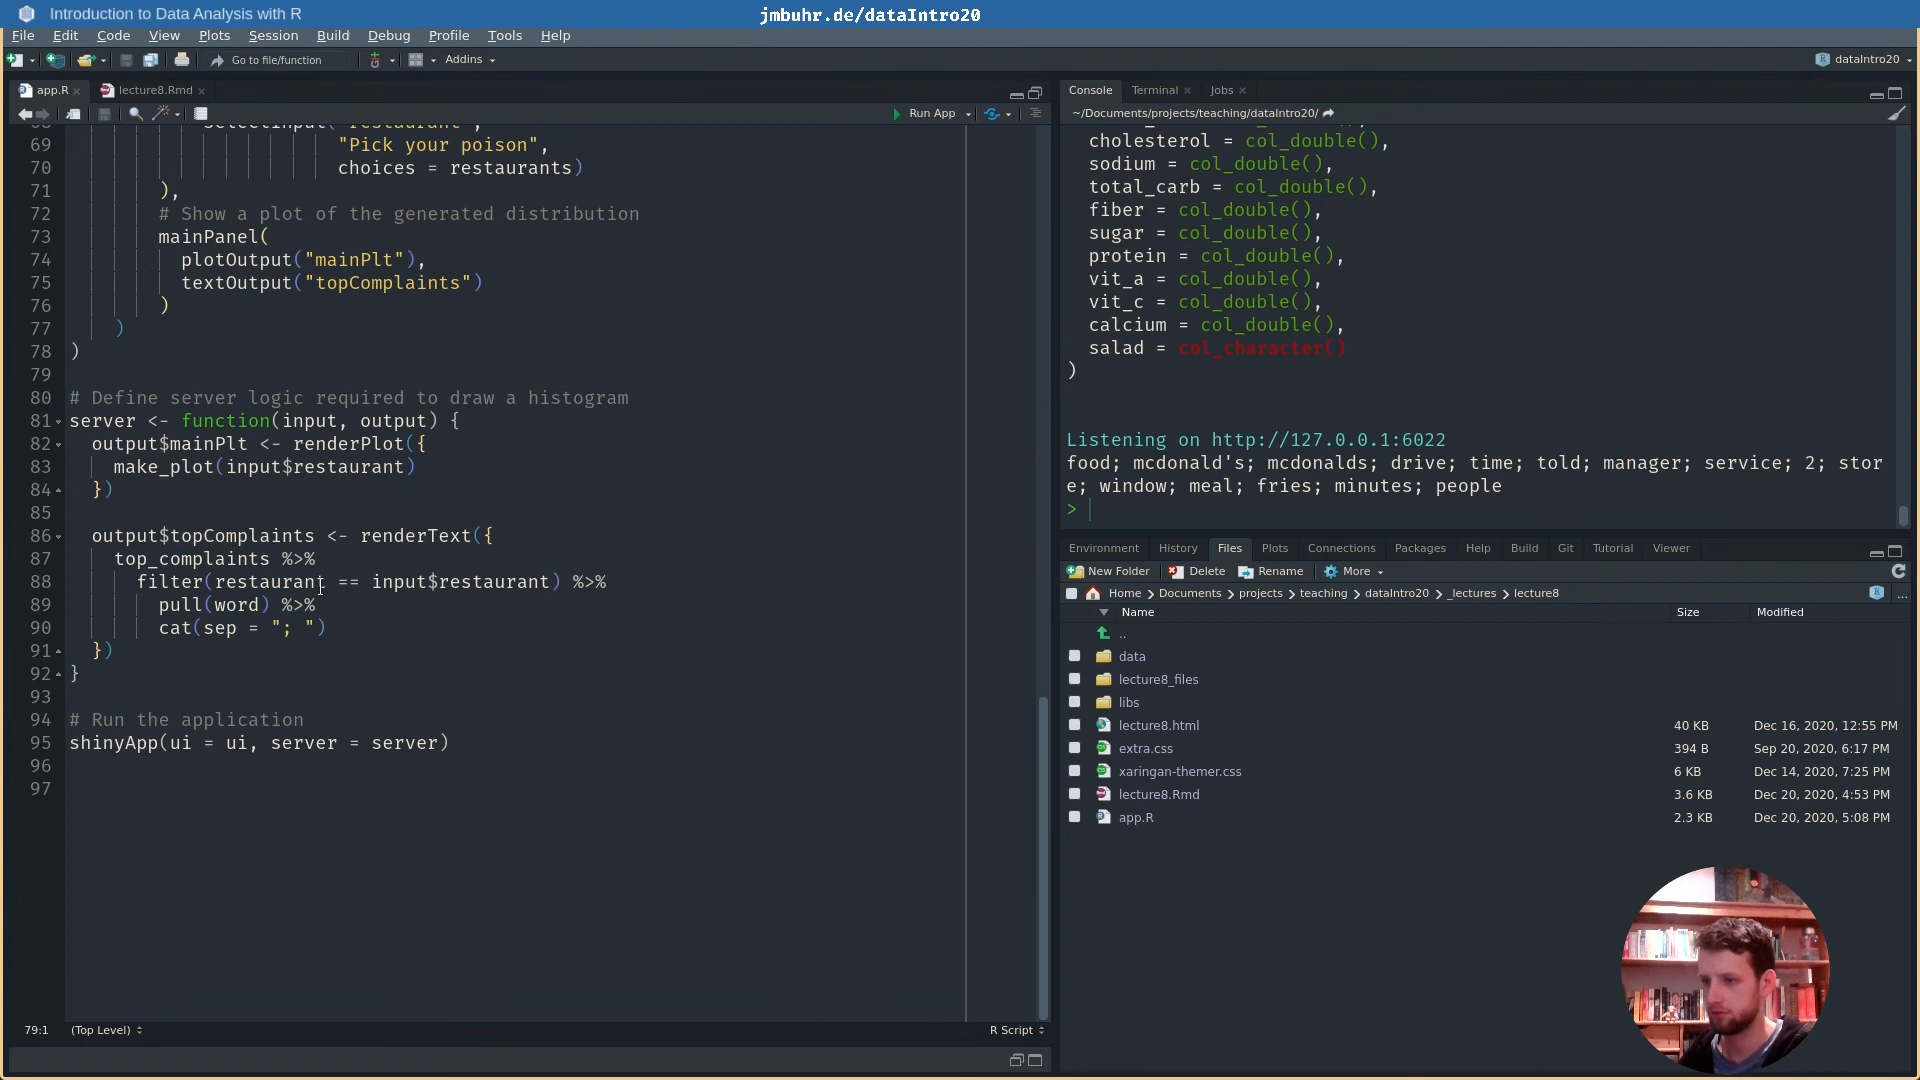 Introduction to Data Analysis with R
jmbuhr.de/dataIntro20
File Edit Code View Plots Session Build Debug Profile Tools Help
Go to file/function
Addins
dataIntro20
app.R
lecture8.Rmd
Run App
69 "Pick your poison",
70 choices = restaurants)
71 ),
72 # Show a plot of the generated distribution
73 mainPanel(
74 plotOutput("mainPlt"),
75 textOutput("topComplaints")
76 )
77 )
78 )
79
80 # Define server logic required to draw a histogram
81 server <- function(input, output) {
82 output$mainPlt <- renderPlot({
83 make_plot(input$restaurant)
84 })
85
86 output$topComplaints <- renderText({
87 top_complaints %>%
88 filter(restaurant == input$restaurant) %>%
89 pull(word) %>%
90 cat(sep = "; ")
91 })
92 }
93
94 # Run the application
95 shinyApp(ui = ui, server = server)
96
97
79:1 (Top Level)
R Script
Console Terminal Jobs
~/Documents/projects/teaching/dataIntro20/
cholesterol = col_double(),
sodium = col_double(),
total_carb = col_double(),
fiber = col_double(),
sugar = col_double(),
protein = col_double(),
vit_a = col_double(),
vit_c = col_double(),
calcium = col_double(),
salad = col_character()
)
Listening on http://127.0.0.1:6022
food; mcdonald's; mcdonalds; drive; time; told; manager; service; 2; stor
e; window; meal; fries; minutes; people
>
Environment History Files Plots Connections Packages Help Build Git Tutorial Viewer
New Folder Delete Rename More
Home Documents projects teaching dataIntro20 _lectures lecture8 ...
Name Size Modified
..
data
lecture8_files
libs
lecture8.html 40 KB Dec 16, 2020, 12:55 PM
extra.css 394 B Sep 20, 2020, 6:17 PM
xaringan-themer.css 6 KB Dec 14, 2020, 7:25 PM
lecture8.Rmd 3.6 KB Dec 20, 2020, 4:53 PM
app.R 2.3 KB Dec 20, 2020, 5:08 PM